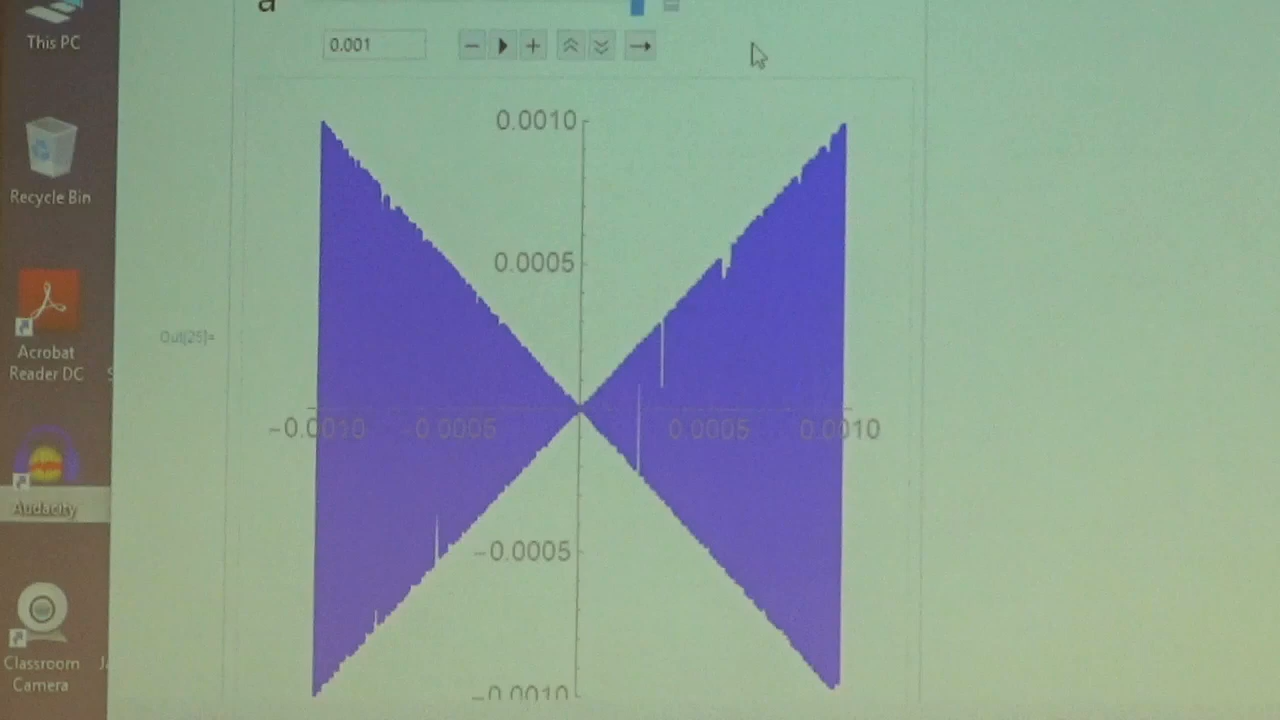 a
This PC
0.001
0.0010
Recycle Bin
0.0005
Out[25]=
Acrobat
Reader DC
−0.0010
0.0005
0.0005
0.0010
Audacity
−0.0005
Classroom
Camera
−0.0010